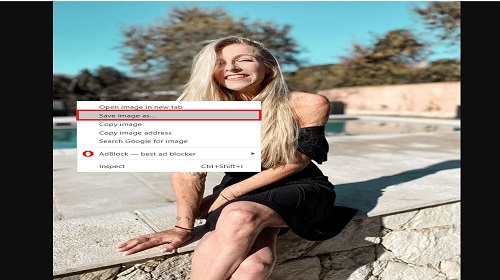 Open image in new tab
Save image as...
Copy image
Copy image address
Search Google for image
AdBlock — best ad blocker
Inspect Ctrl+Shift+I